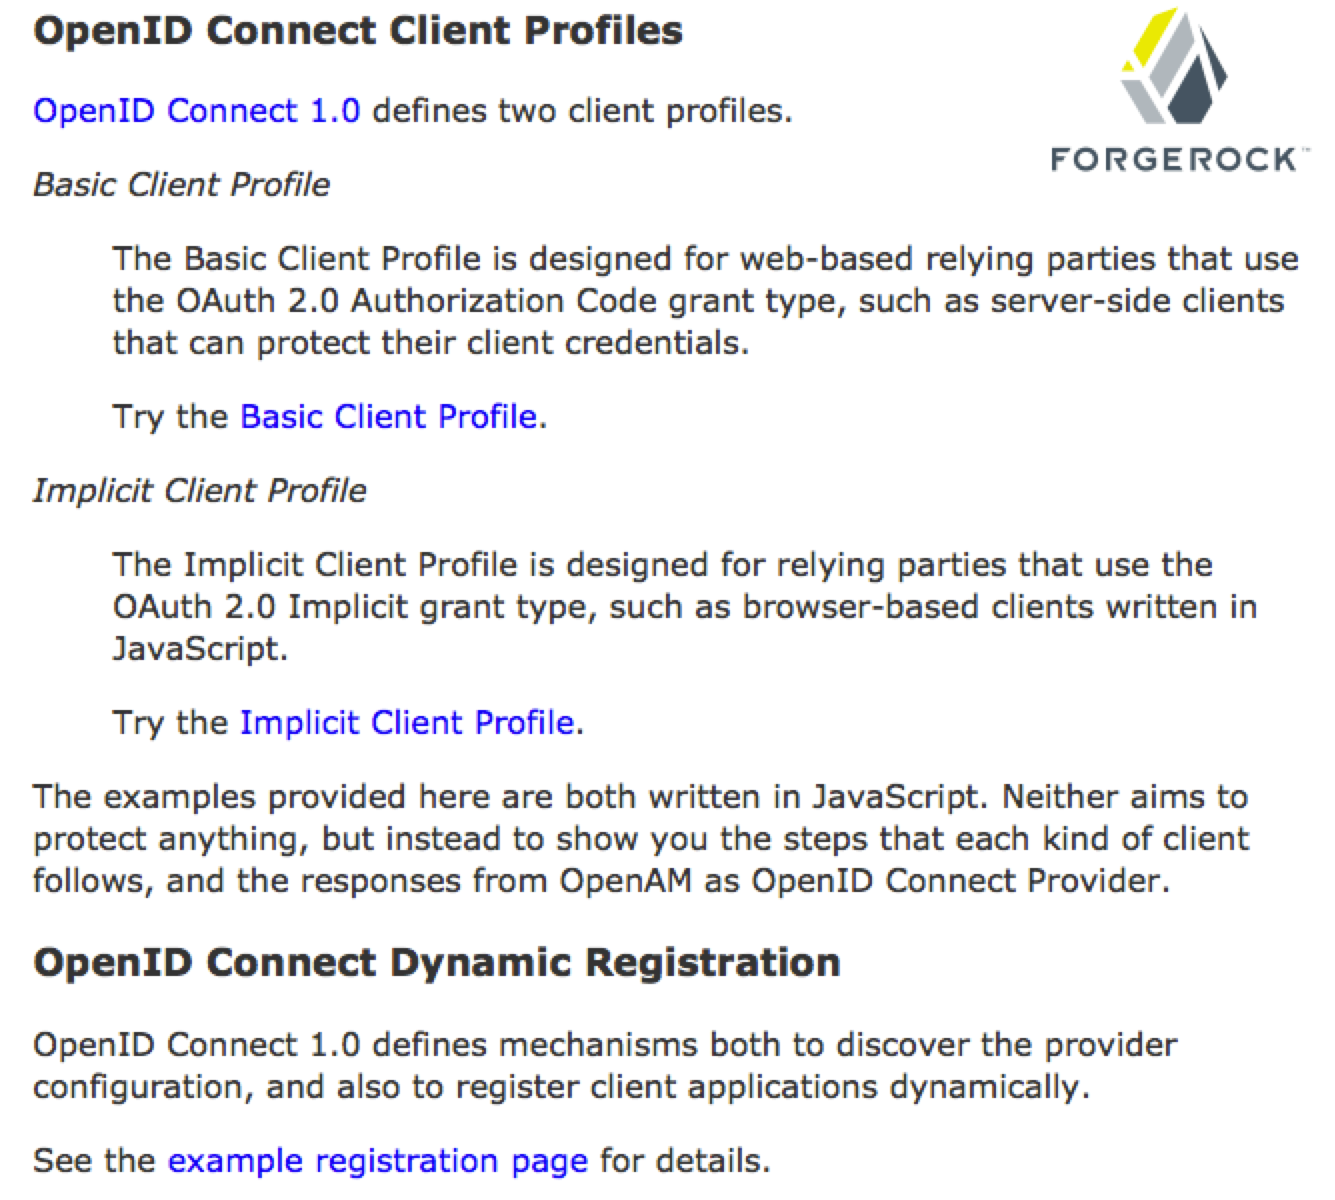 OpenID Connect Client Profiles
FORGEROCK™
OpenID Connect 1.0 defines two client profiles.
Basic Client Profile
The Basic Client Profile is designed for web-based relying parties that use
the OAuth 2.0 Authorization Code grant type, such as server-side clients
that can protect their client credentials.
Try the Basic Client Profile.
Implicit Client Profile
The Implicit Client Profile is designed for relying parties that use the
OAuth 2.0 Implicit grant type, such as browser-based clients written in
JavaScript.
Try the Implicit Client Profile.
The examples provided here are both written in JavaScript. Neither aims to
protect anything, but instead to show you the steps that each kind of client
follows, and the responses from OpenAM as OpenID Connect Provider.
OpenID Connect Dynamic Registration
OpenID Connect 1.0 defines mechanisms both to discover the provider
configuration, and also to register client applications dynamically.
See the example registration page for details.